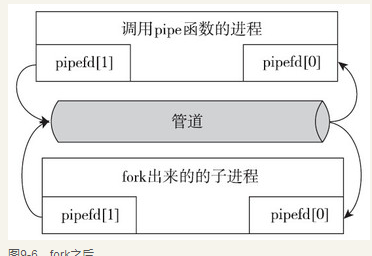 调用pipe函数的进程
pipefd[1]
pipefd[0]
管道
fork出来的的子进程
pipefd[1]
pipefd[0]
图9-6 fork之后